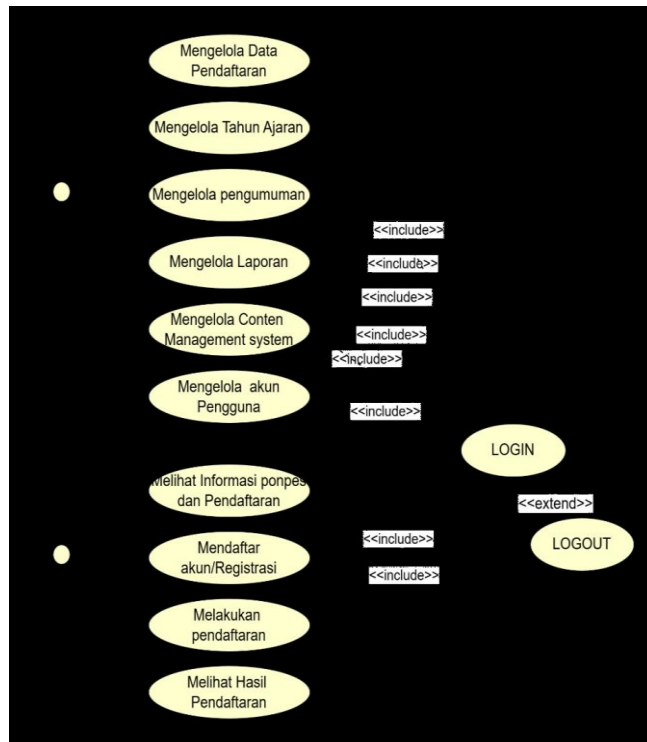 Mengelola Data
Pendaftaran
Mengelola Tahun Ajaran
Mengelola pengumuman
<<include>>
Mengelola Laporan
<<include>>
<<include>>
Mengelola Conten
Management system
<<include>>
<<include>>
Mengelola akun
Pengguna
<<include>>
LOGIN
Melihat Informasi ponpes
dan Pendaftaran
<<extend>>
Mendaftar
akun/Registrasi
<<include>>
LOGOUT
<<include>>
Melakukan
pendaftaran
Melihat Hasil
Pendaftaran